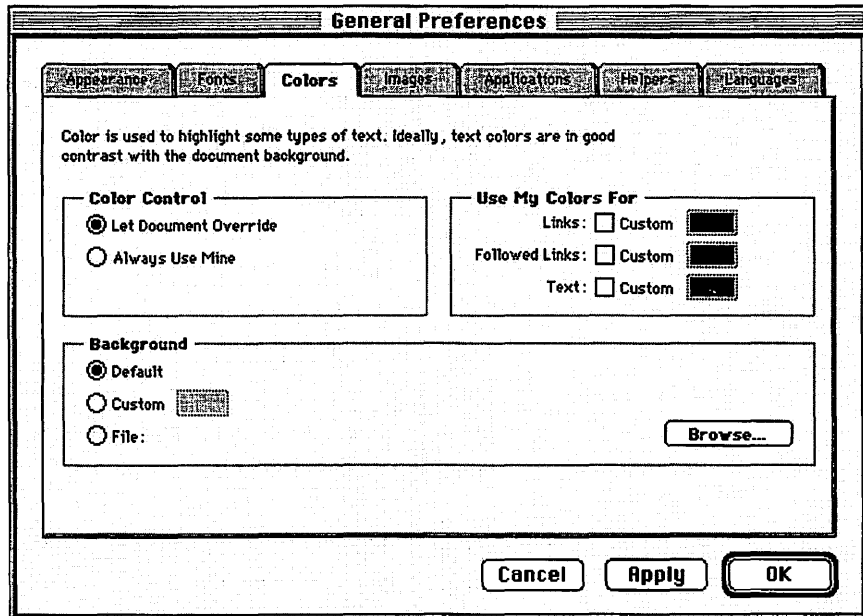 General Preferences
Appearance Fonts Colors Images Applications Helpers Languages
Color is used to highlight some types of text. Ideally, text colors are in good
contrast with the document background.
Color Control
Let Document Override
Always Use Mine
Use My Colors For
Links: Custom
Followed Links: Custom
Text: Custom
Background
Default
Custom
File:
Browse...
Cancel Apply OK